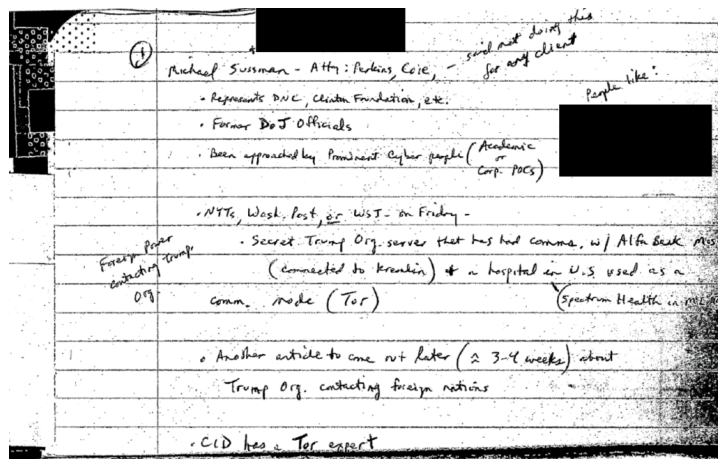 ①
Michael Sussman - Atty: Perkins, Coie, - said not doing this
for any client
• Represents DNC, Clinton Foundation, etc.
People like:
• Former DoJ Officials
• Been approached by Prominent Cyber people (Academic
or
Corp. POCs)
• NYTs, Wash. Post, or WSJ - on Friday -
Foreign Power
contacting Trump
Org.
• Secret Trump Org. server that has had comms. w/ Alfa Bank
(connected to Kremlin) + a hospital in U.S. used as a
comm. node (Tor)
(Spectrum Health in
• Another article to come out later (≈ 3-4 weeks) about
Trump Org. contacting foreign nations
• CID has a Tor expert